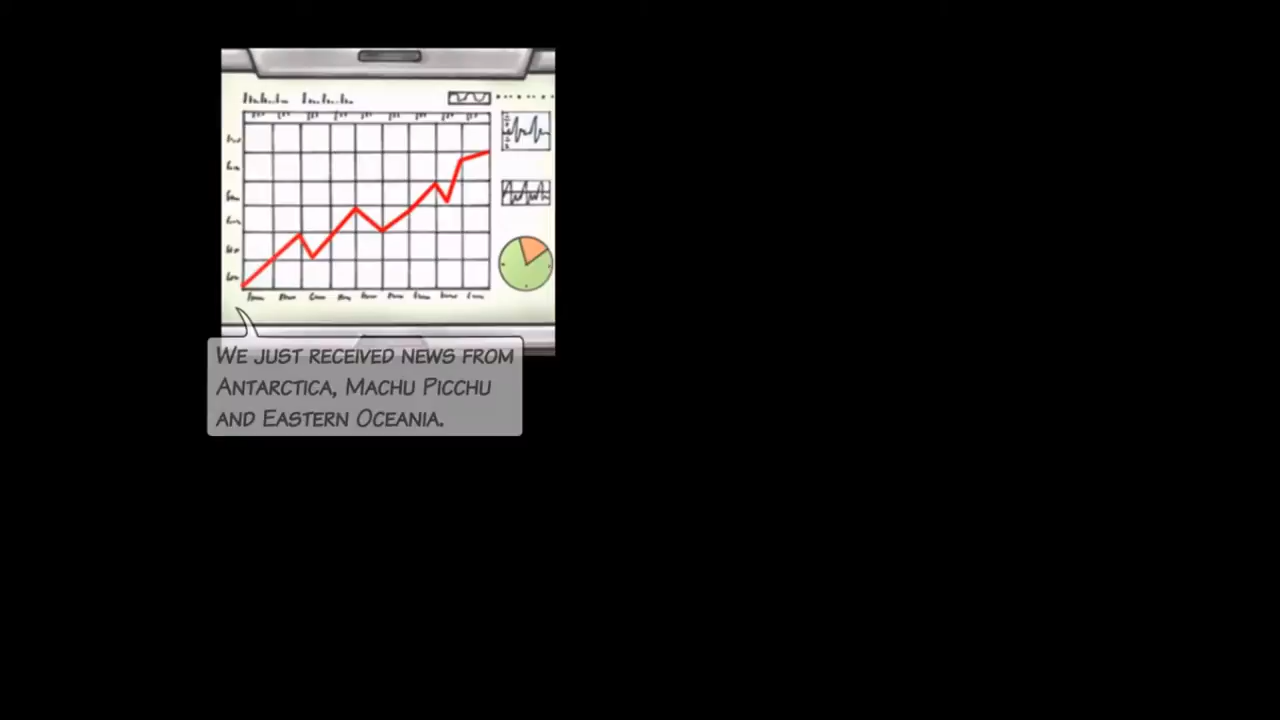 We just received news from
Antarctica, Machu Picchu
and Eastern Oceania.